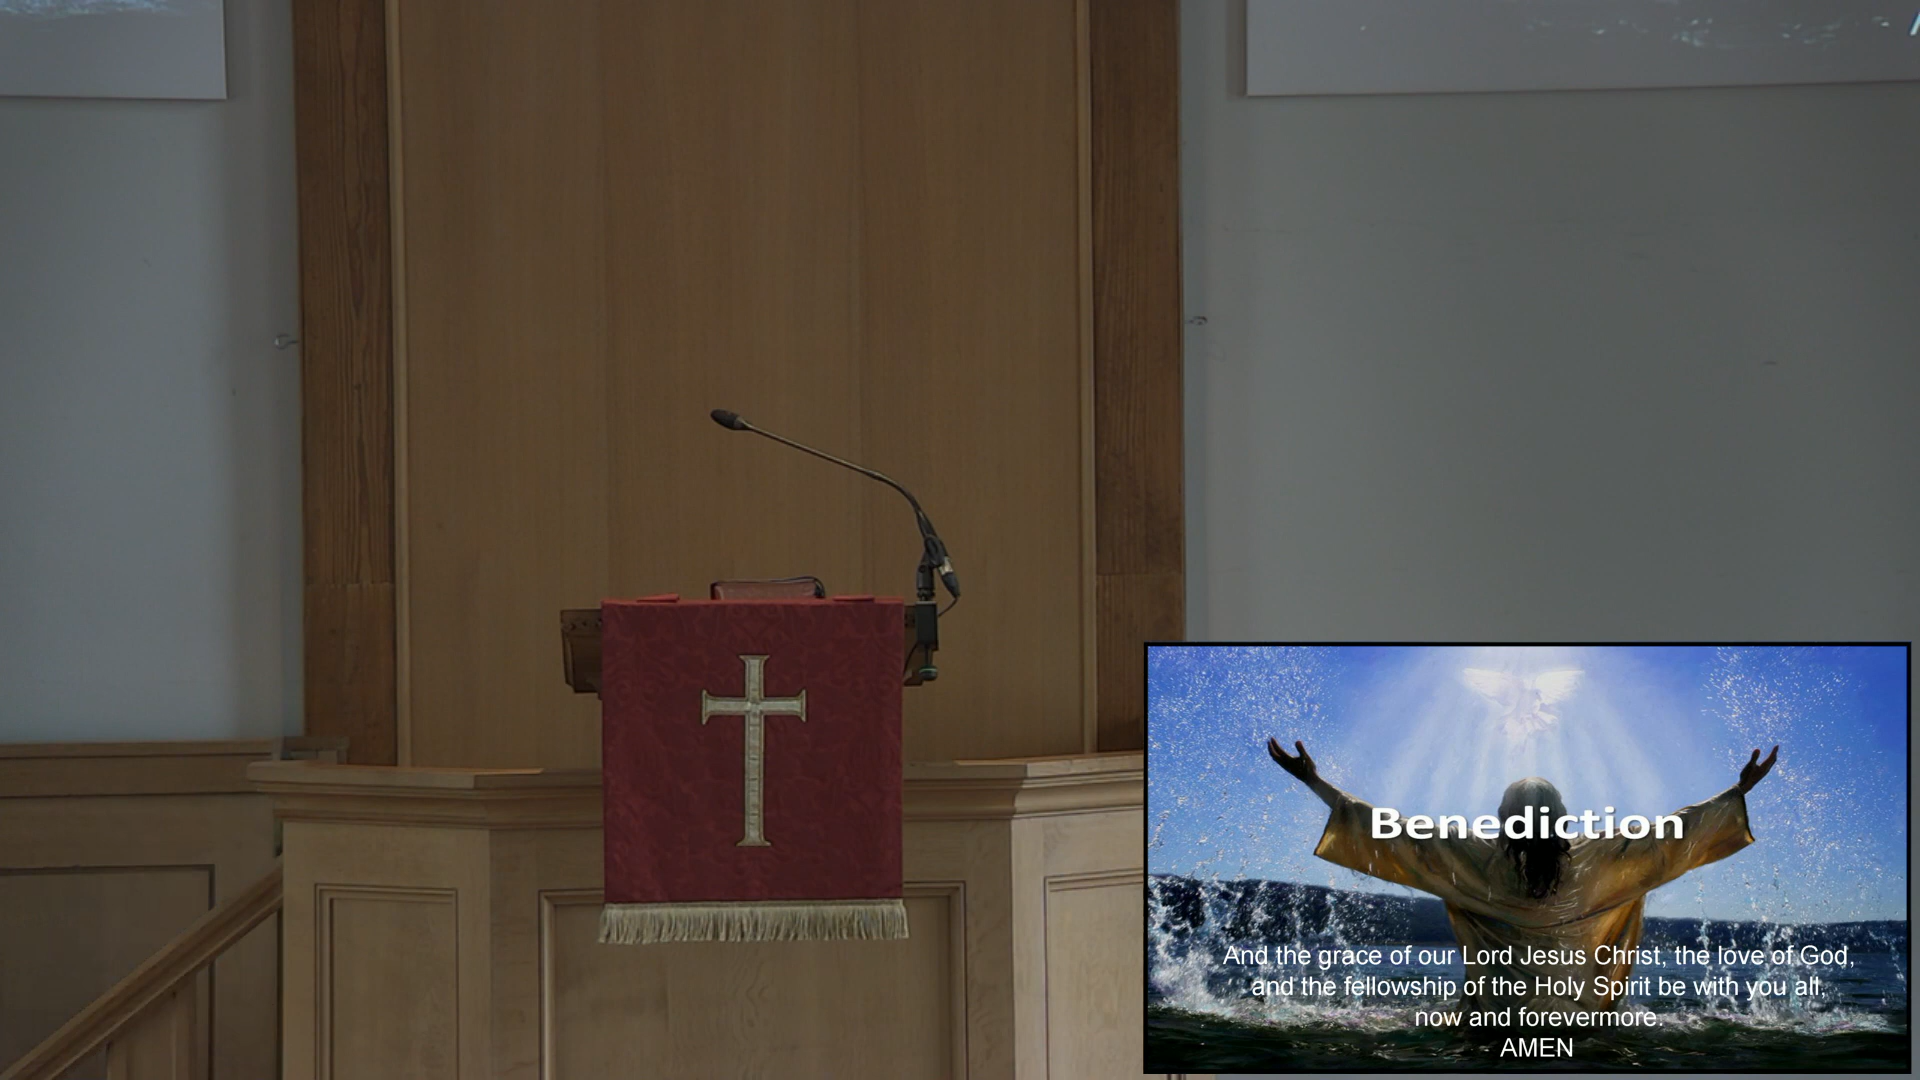 Benediction
And the grace of our Lord Jesus Christ, the love of God,
and the fellowship of the Holy Spirit be with you all,
now and forevermore.
AMEN